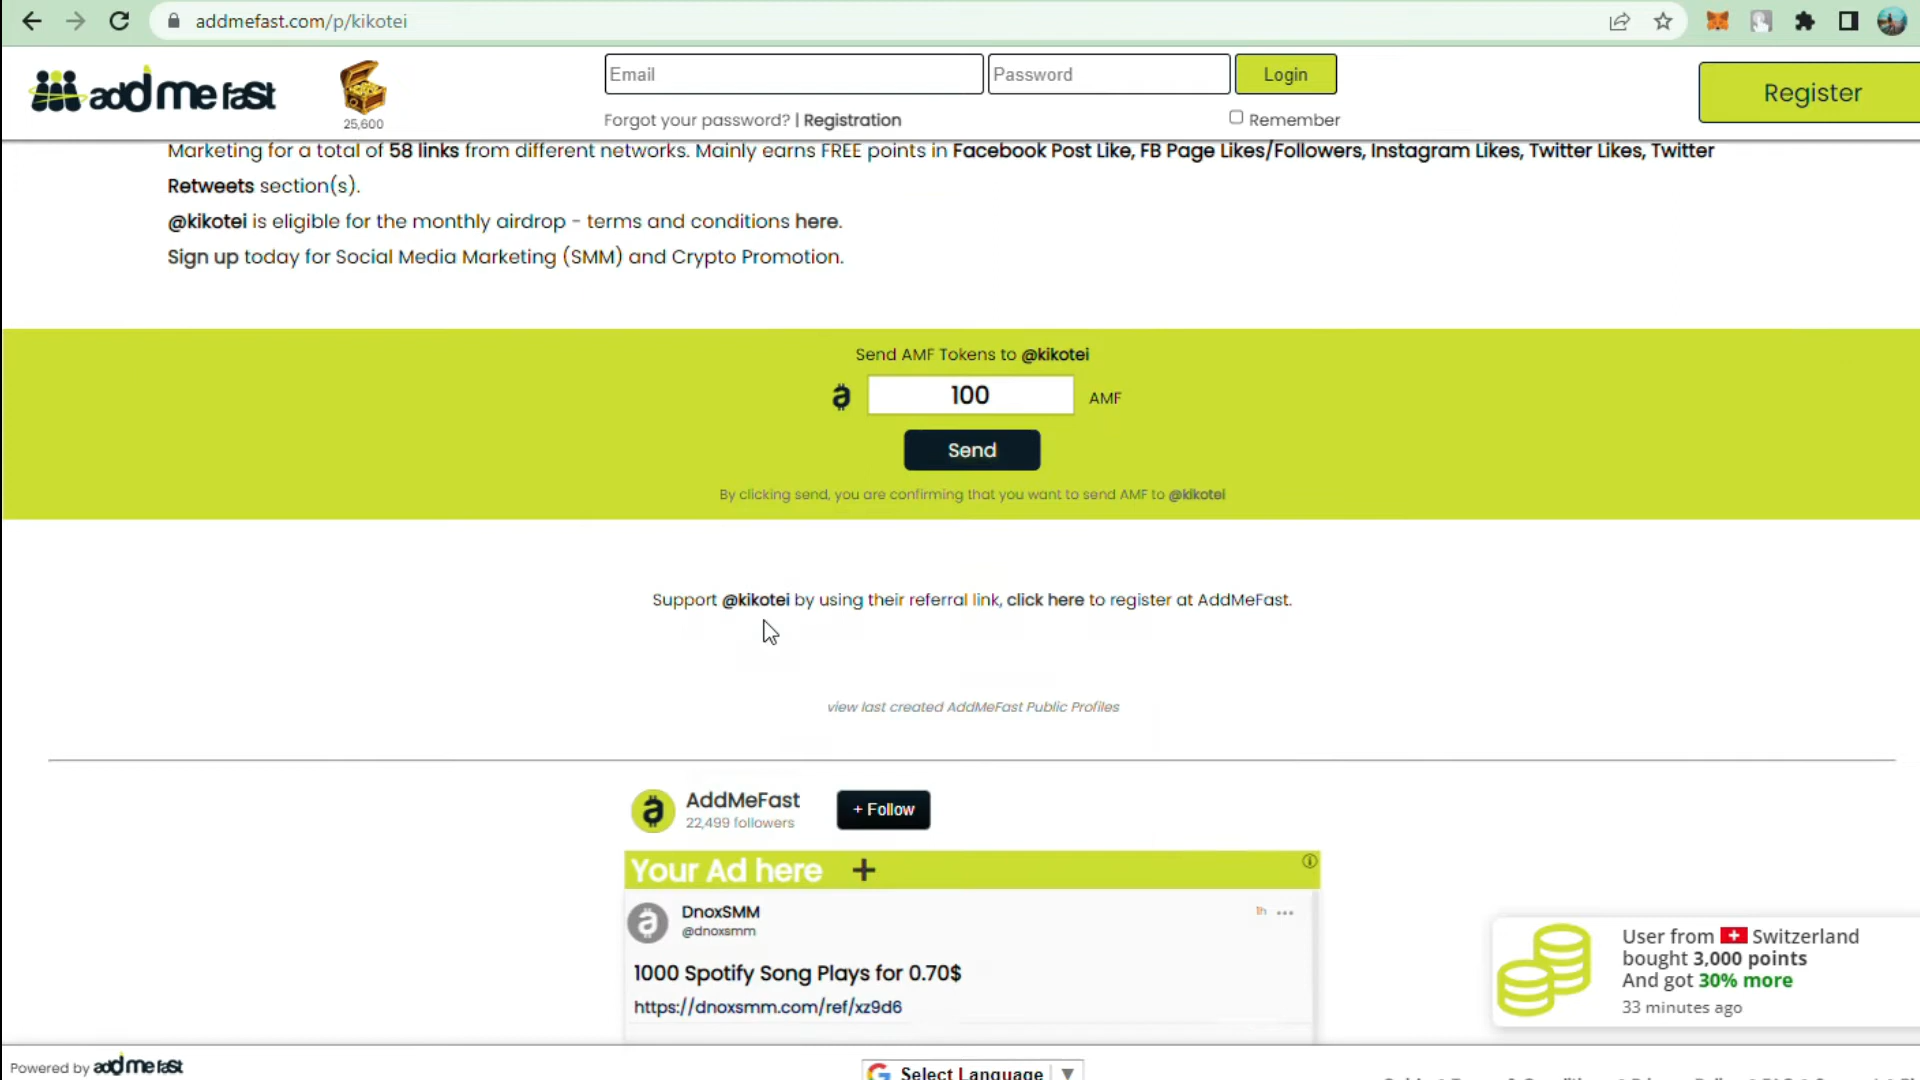 addmefast.com/p/kikotei
add me fast
25,600
Email
Password
Login
Register
Forgot your password? | Registration
Remember
Marketing for a total of 58 links from different networks. Mainly earns FREE points in Facebook Post Like, FB Page Likes/Followers, Instagram Likes, Twitter Likes, Twitter
Retweets section(s).
@kikotei is eligible for the monthly airdrop - terms and conditions here.
Sign up today for Social Media Marketing (SMM) and Crypto Promotion.
Send AMF Tokens to @kikotei
100 AMF
Send
By clicking send, you are confirming that you want to send AMF to @kikotei
Support @kikotei by using their referral link, click here to register at AddMeFast.
view last created AddMeFast Public Profiles
AddMeFast
22,499 followers
+ Follow
Your Ad here +
DnoxSMM
1h
@dnoxsmm
1000 Spotify Song Plays for 0.70$
https://dnoxsmm.com/ref/xz9d6
User from Switzerland
bought 3,000 points
And got 30% more
33 minutes ago
Powered by add me fast
Select Language